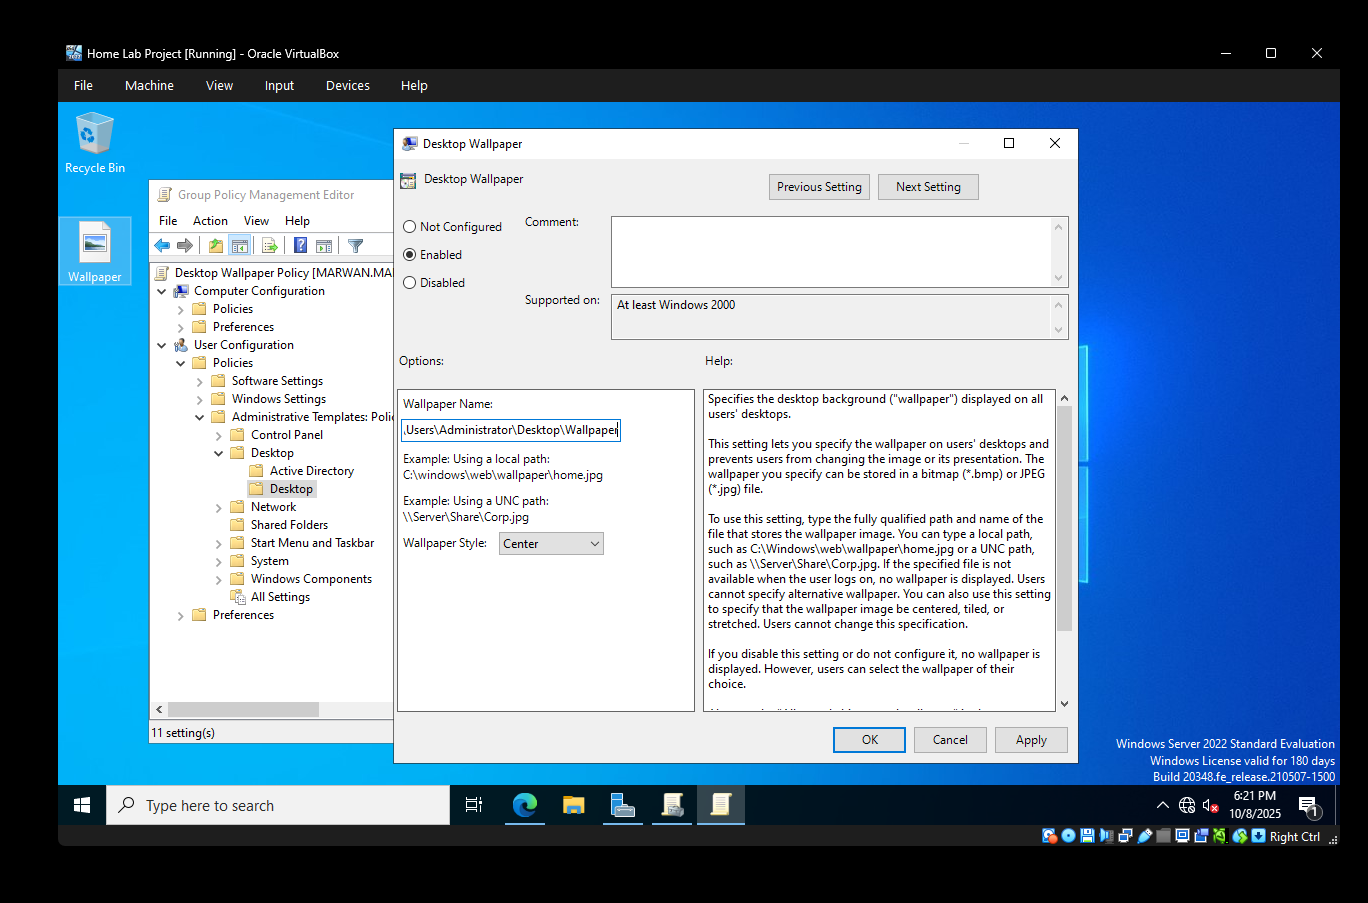 Home Lab Project [Running] - Oracle VirtualBox
File Machine View Input Devices Help
Recycle Bin
Wallpaper
Group Policy Management Editor
File Action View Help
Desktop Wallpaper Policy [MARWAN.MA
Computer Configuration
Policies
Preferences
User Configuration
Policies
Software Settings
Windows Settings
Administrative Templates: Poli
Control Panel
Desktop
Active Directory
Desktop
Network
Shared Folders
Start Menu and Taskbar
System
Windows Components
All Settings
Preferences
11 setting(s)
Desktop Wallpaper
Desktop Wallpaper
Previous Setting Next Setting
Not Configured
Enabled
Disabled
Comment:
Supported on:
At least Windows 2000
Options:
Help:
Wallpaper Name:
\Users\Administrator\Desktop\Wallpaper
Example: Using a local path:
C:\windows\web\wallpaper\home.jpg
Example: Using a UNC path:
\\Server\Share\Corp.jpg
Wallpaper Style: Center
Specifies the desktop background ("wallpaper") displayed on all
users' desktops.
This setting lets you specify the wallpaper on users' desktops and
prevents users from changing the image or its presentation. The
wallpaper you specify can be stored in a bitmap (*.bmp) or JPEG
(*.jpg) file.
To use this setting, type the fully qualified path and name of the
file that stores the wallpaper image. You can type a local path,
such as C:\Windows\web\wallpaper\home.jpg or a UNC path,
such as \\Server\Share\Corp.jpg. If the specified file is not
available when the user logs on, no wallpaper is displayed. Users
cannot specify alternative wallpaper. You can also use this setting
to specify that the wallpaper image be centered, tiled, or
stretched. Users cannot change this specification.
If you disable this setting or do not configure it, no wallpaper is
displayed. However, users can select the wallpaper of their
choice.
OK Cancel Apply
Windows Server 2022 Standard Evaluation
Windows License valid for 180 days
Build 20348.fe_release.210507-1500
Type here to search
6:21 PM
10/8/2025
1
Right Ctrl